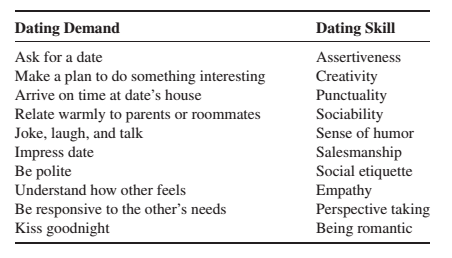 Dating Demand Dating Skill
Ask for a date Assertiveness
Make a plan to do something interesting Creativity
Arrive on time at date's house Punctuality
Relate warmly to parents or roommates Sociability
Joke, laugh, and talk Sense of humor
Impress date Salesmanship
Be polite Social etiquette
Understand how other feels Empathy
Be responsive to the other's needs Perspective taking
Kiss goodnight Being romantic